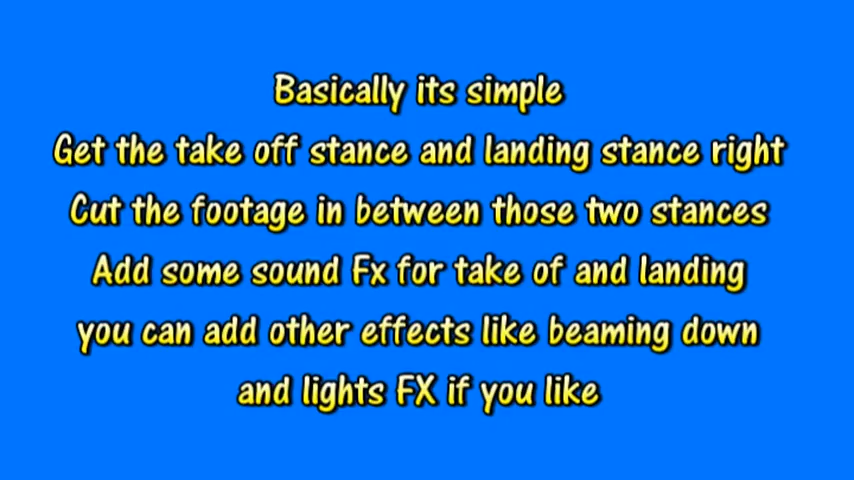 Basically its simple
Get the take off stance and landing stance right
Cut the footage in between those two stances
Add some sound Fx for take of and landing
you can add other effects like beaming down
and lights FX if you like